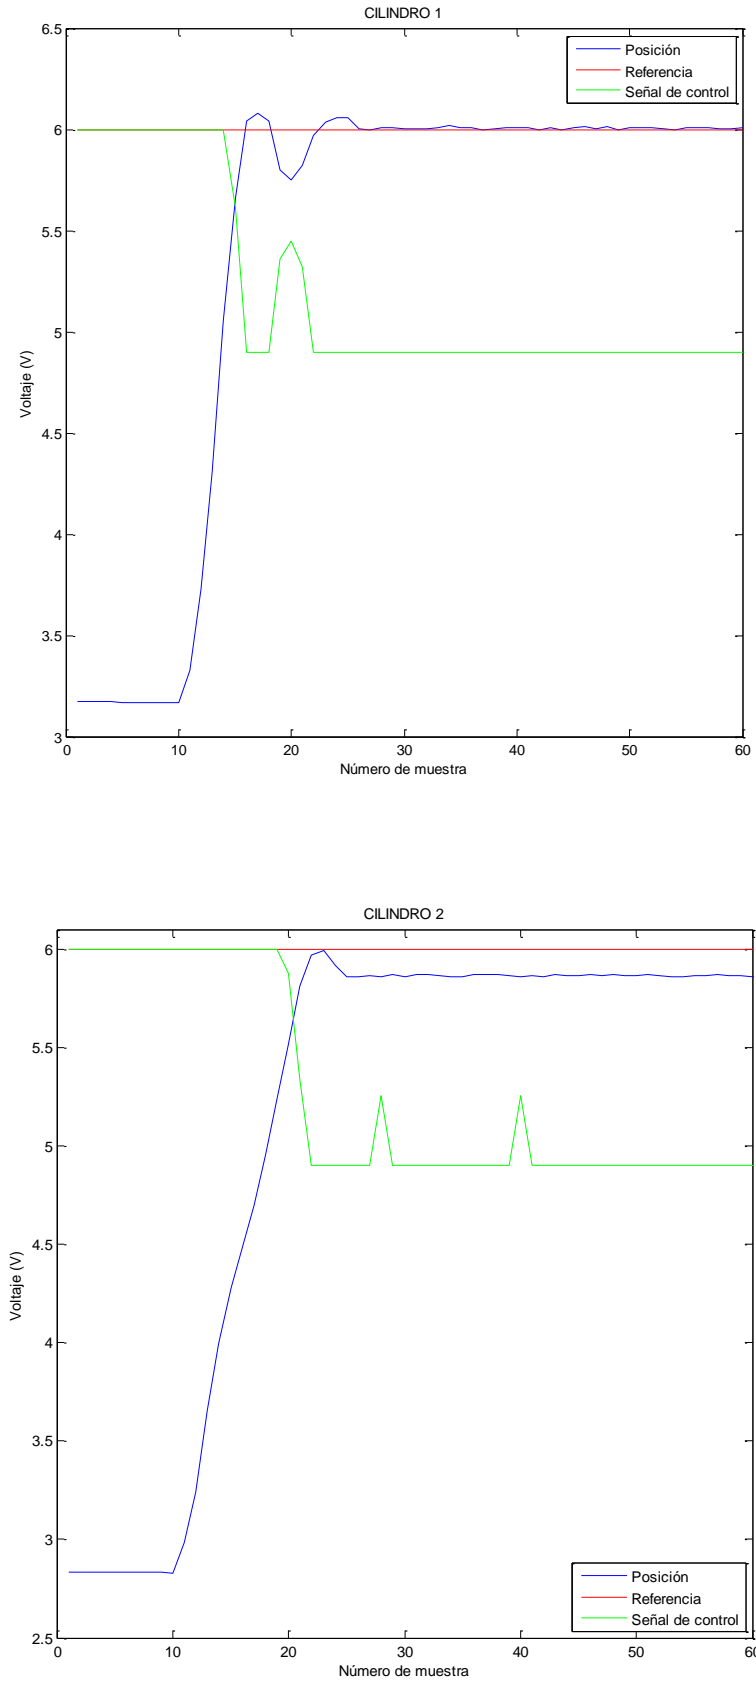 CILINDRO 1
6.5
6
5.5
5
4.5
4
3.5
3
Voltaje (V)
Posición
Referencia
Señal de control
0 10 20 30 40 50 60
Número de muestra
CILINDRO 2
6
5.5
5
4.5
4
3.5
3
2.5
Voltaje (V)
Posición
Referencia
Señal de control
0 10 20 30 40 50 60
Número de muestra